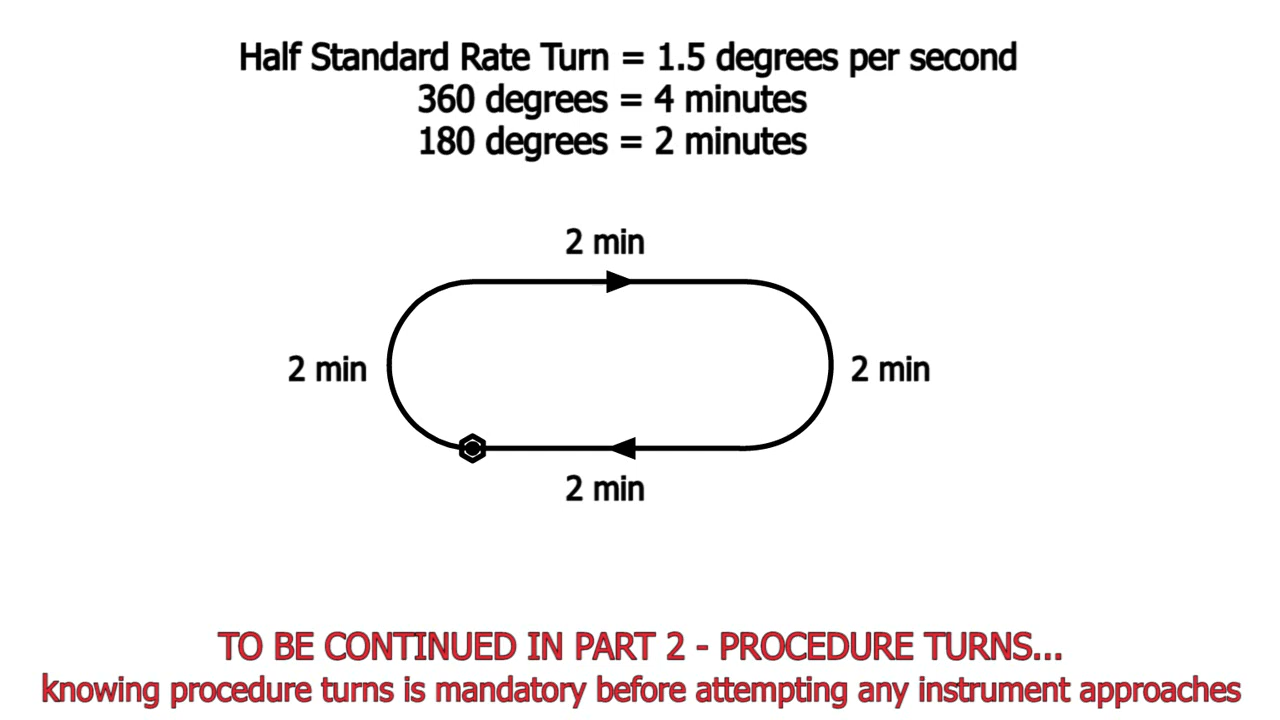 Half Standard Rate Turn = 1.5 degrees per second
360 degrees = 4 minutes
180 degrees = 2 minutes
2 min
2 min
2 min
2 min
TO BE CONTINUED IN PART 2 - PROCEDURE TURNS...
knowing procedure turns is mandatory before attempting any instrument approaches